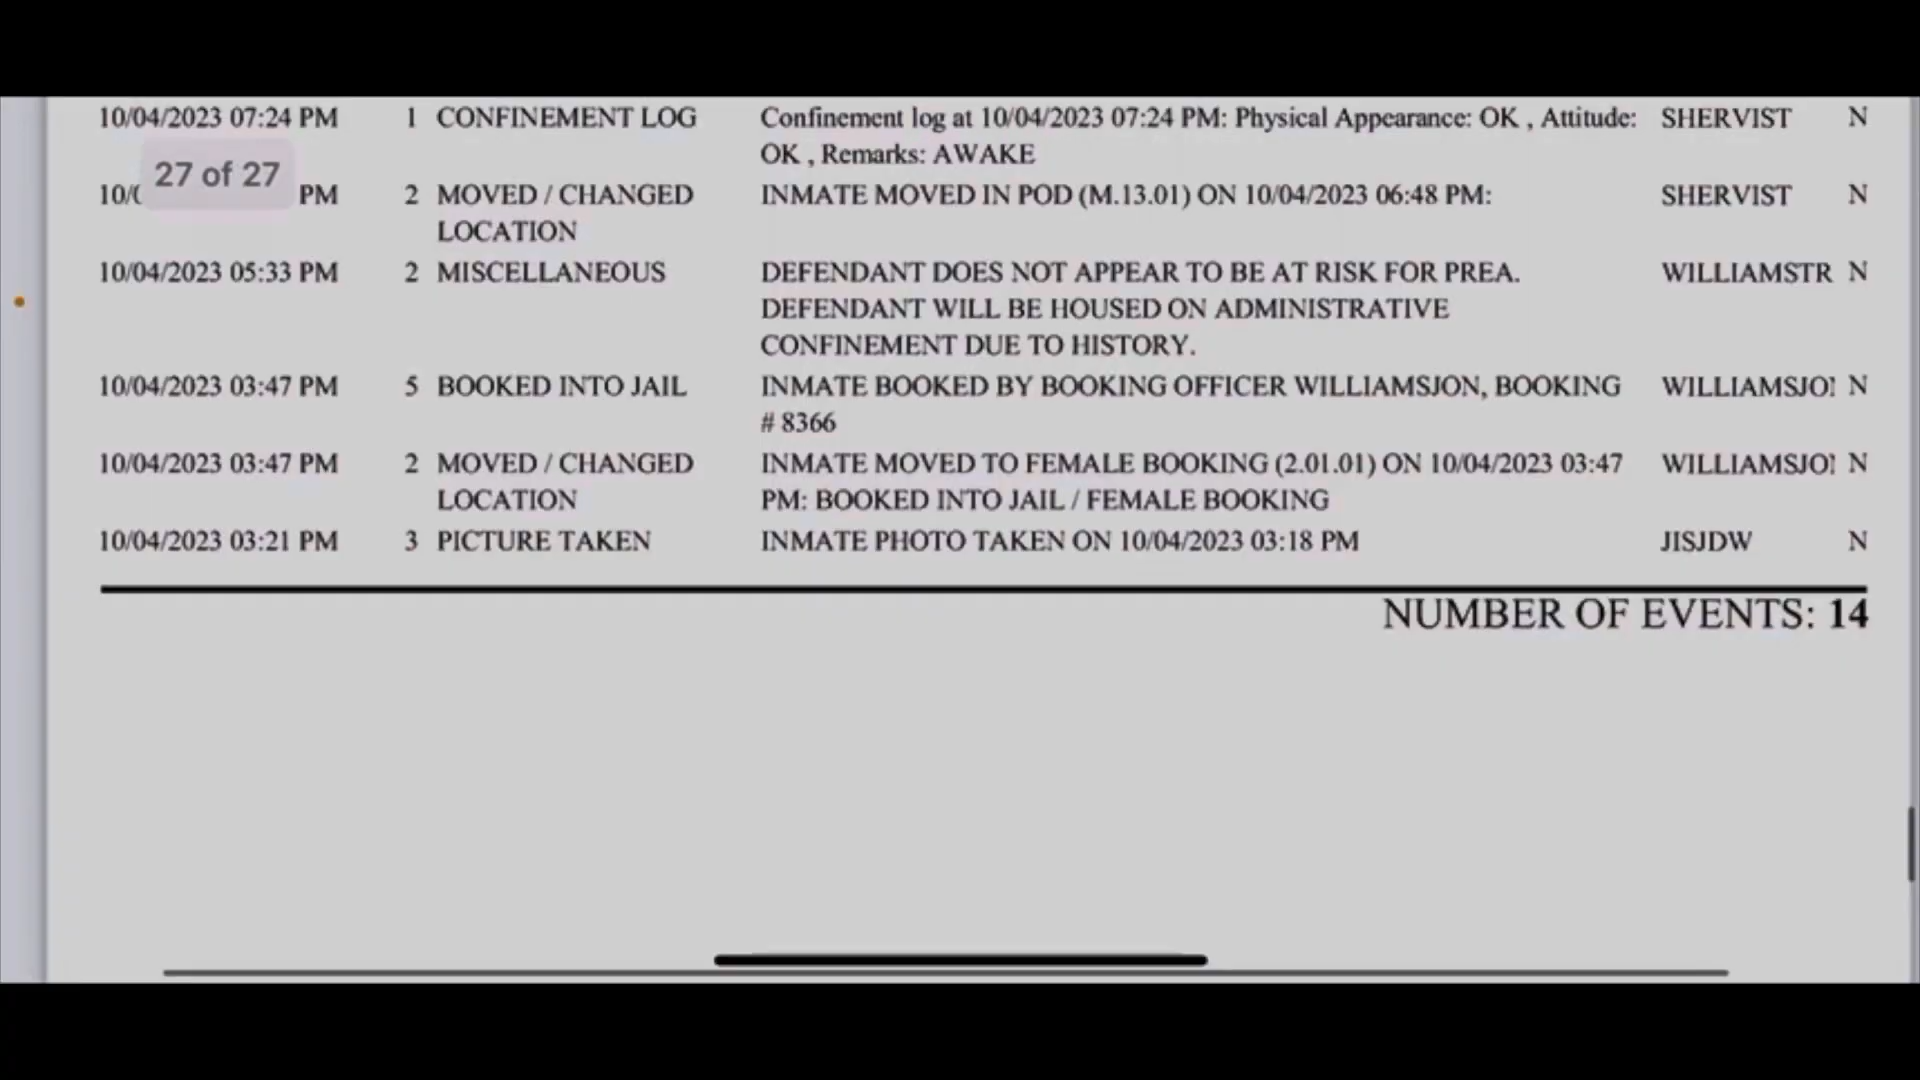 10/04/2023 07:24 PM 1 CONFINEMENT LOG Confinement log at 10/04/2023 07:24 PM: Physical Appearance: OK , Attitude: SHERVIST N
OK , Remarks: AWAKE
27 of 27
10/0 PM 2 MOVED / CHANGED INMATE MOVED IN POD (M.13.01) ON 10/04/2023 06:48 PM: SHERVIST N
LOCATION
10/04/2023 05:33 PM 2 MISCELLANEOUS DEFENDANT DOES NOT APPEAR TO BE AT RISK FOR PREA. WILLIAMSTR N
DEFENDANT WILL BE HOUSED ON ADMINISTRATIVE
CONFINEMENT DUE TO HISTORY.
10/04/2023 03:47 PM 5 BOOKED INTO JAIL INMATE BOOKED BY BOOKING OFFICER WILLIAMSJON, BOOKING WILLIAMSJO N
# 8366
10/04/2023 03:47 PM 2 MOVED / CHANGED INMATE MOVED TO FEMALE BOOKING (2.01.01) ON 10/04/2023 03:47 WILLIAMSJO N
LOCATION PM: BOOKED INTO JAIL / FEMALE BOOKING
10/04/2023 03:21 PM 3 PICTURE TAKEN INMATE PHOTO TAKEN ON 10/04/2023 03:18 PM JISJDW N
NUMBER OF EVENTS: 14